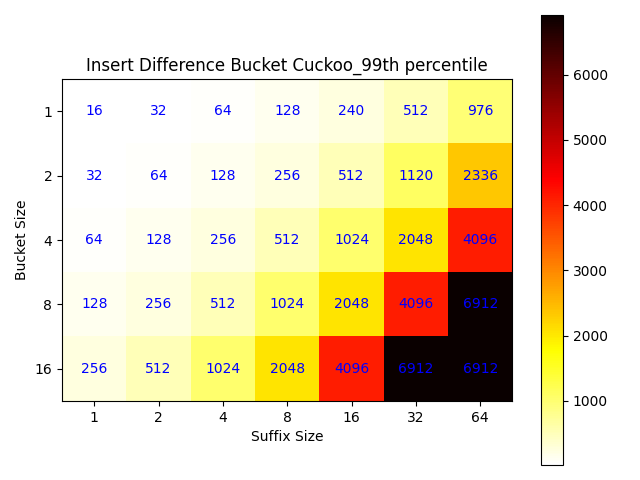 Insert Difference Bucket Cuckoo_99th percentile
1 16 32 64 128 240 512 976
2 32 64 128 256 512 1120 2336
4 64 128 256 512 1024 2048 4096
8 128 256 512 1024 2048 4096 6912
16 256 512 1024 2048 4096 6912 6912
1 2 4 8 16 32 64
Suffix Size
Bucket Size
6000
5000
4000
3000
2000
1000